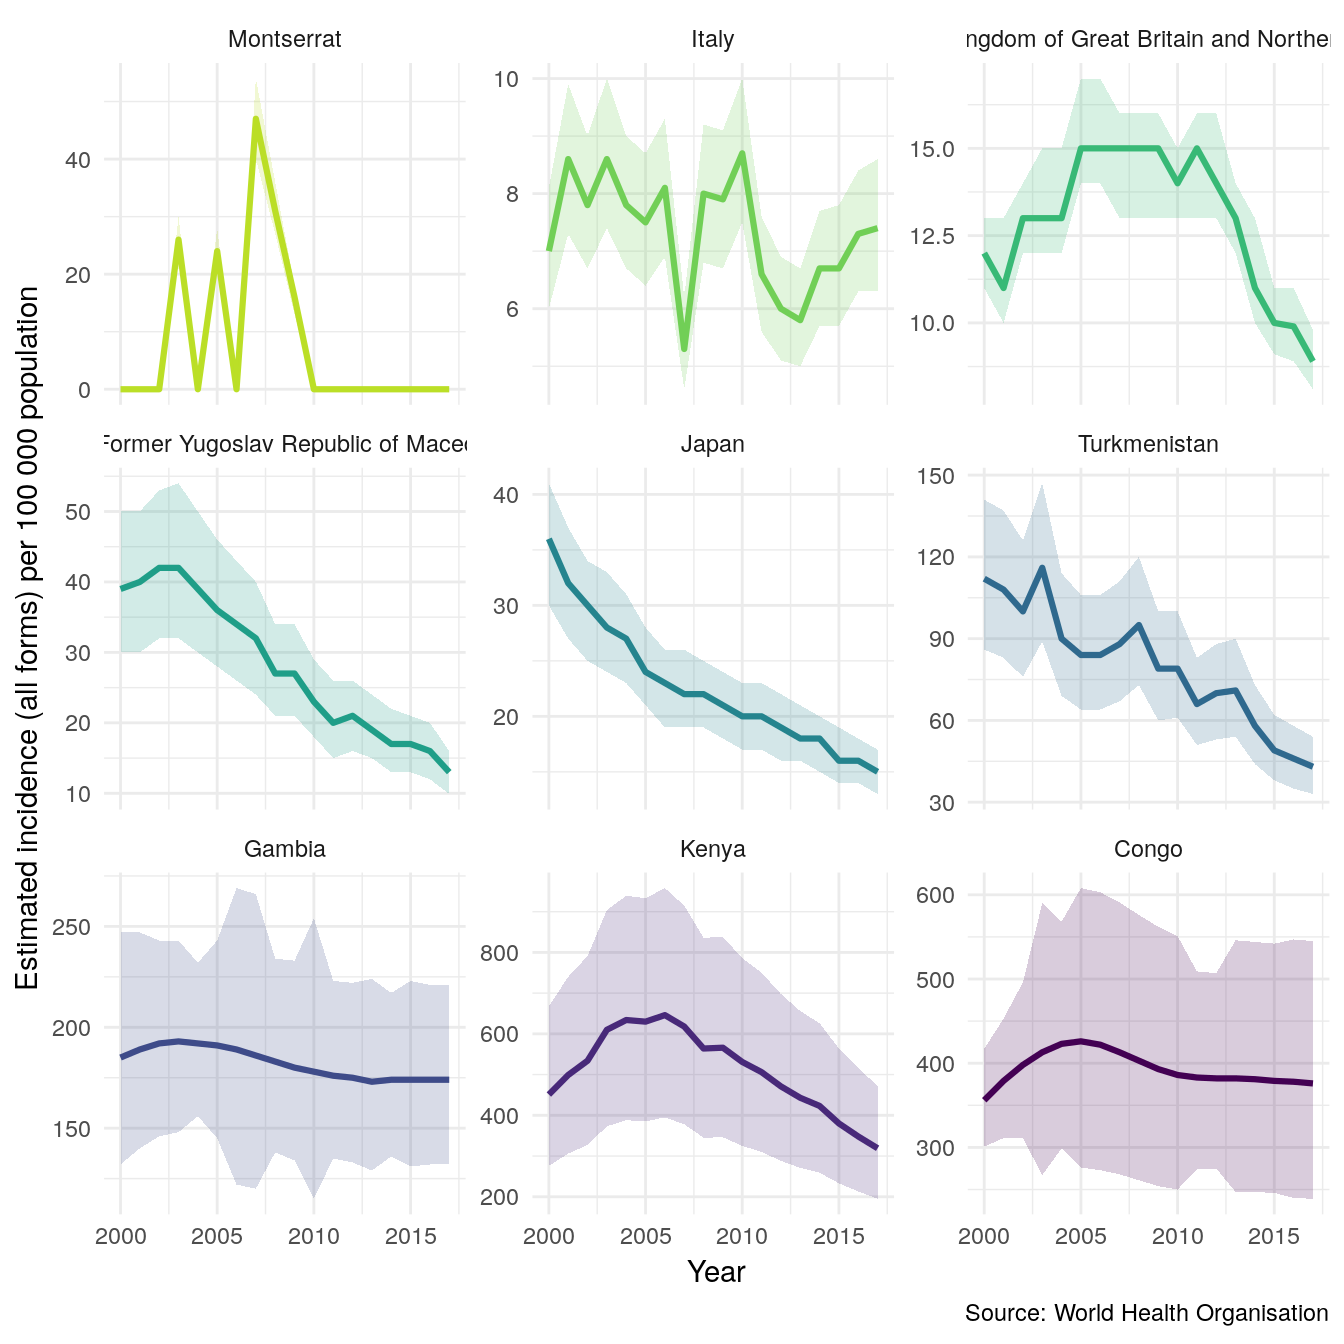 Montserrat
Italy
ngdom of Great Britain and Norther
40
20
0
10
8
6
15.0
12.5
10.0
Former Yugoslav Republic of Maced
Japan
Turkmenistan
50
40
30
20
10
40
30
20
150
120
90
60
30
Gambia
Kenya
Congo
250
200
150
800
600
400
200
600
500
400
300
2000 2005 2010 2015
2000 2005 2010 2015
2000 2005 2010 2015
Estimated incidence (all forms) per 100 000 population
Year
Source: World Health Organisation